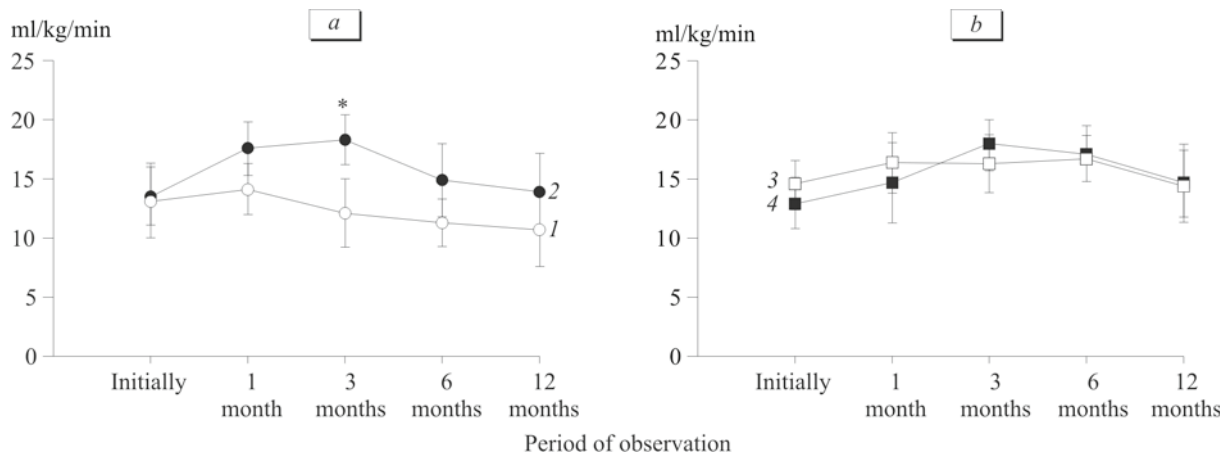 a
ml/kg/min
25
20
15
10
5
0
*
2
1
Initially
1
month
3
months
6
months
12
months
b
ml/kg/min
25
20
15
10
5
0
3
4
Initially
1
month
3
months
6
months
12
months
Period of observation